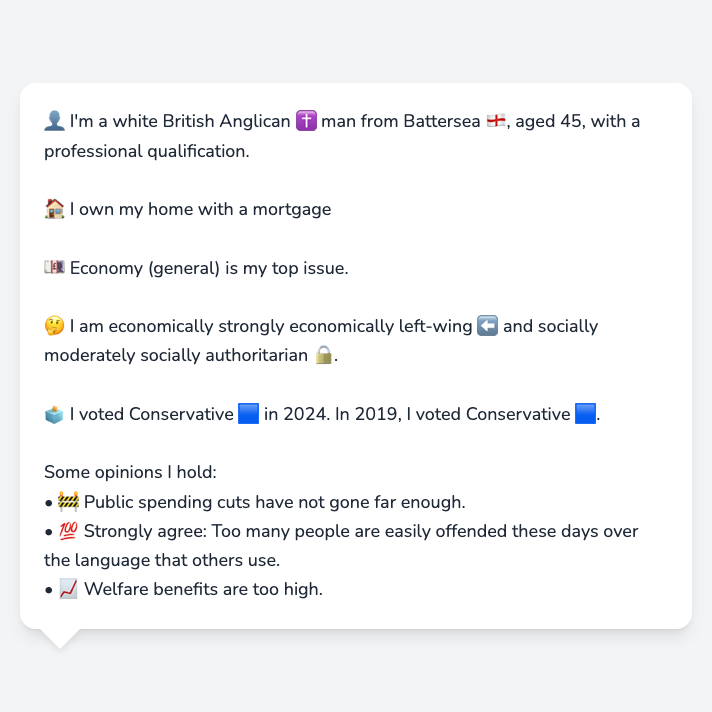 👤 I'm a white British Anglican ✝️ man from Battersea 🏴󠁧󠁢󠁥󠁮󠁧󠁿, aged 45, with a
professional qualification.
🏠 I own my home with a mortgage
💷 Economy (general) is my top issue.
🤔 I am economically strongly economically left-wing ⬅️ and socially
moderately socially authoritarian 🔒.
🗳️ I voted Conservative 🟦 in 2024. In 2019, I voted Conservative 🟦.
Some opinions I hold:
• 🚧 Public spending cuts have not gone far enough.
• 💯 Strongly agree: Too many people are easily offended these days over
the language that others use.
• 📈 Welfare benefits are too high.